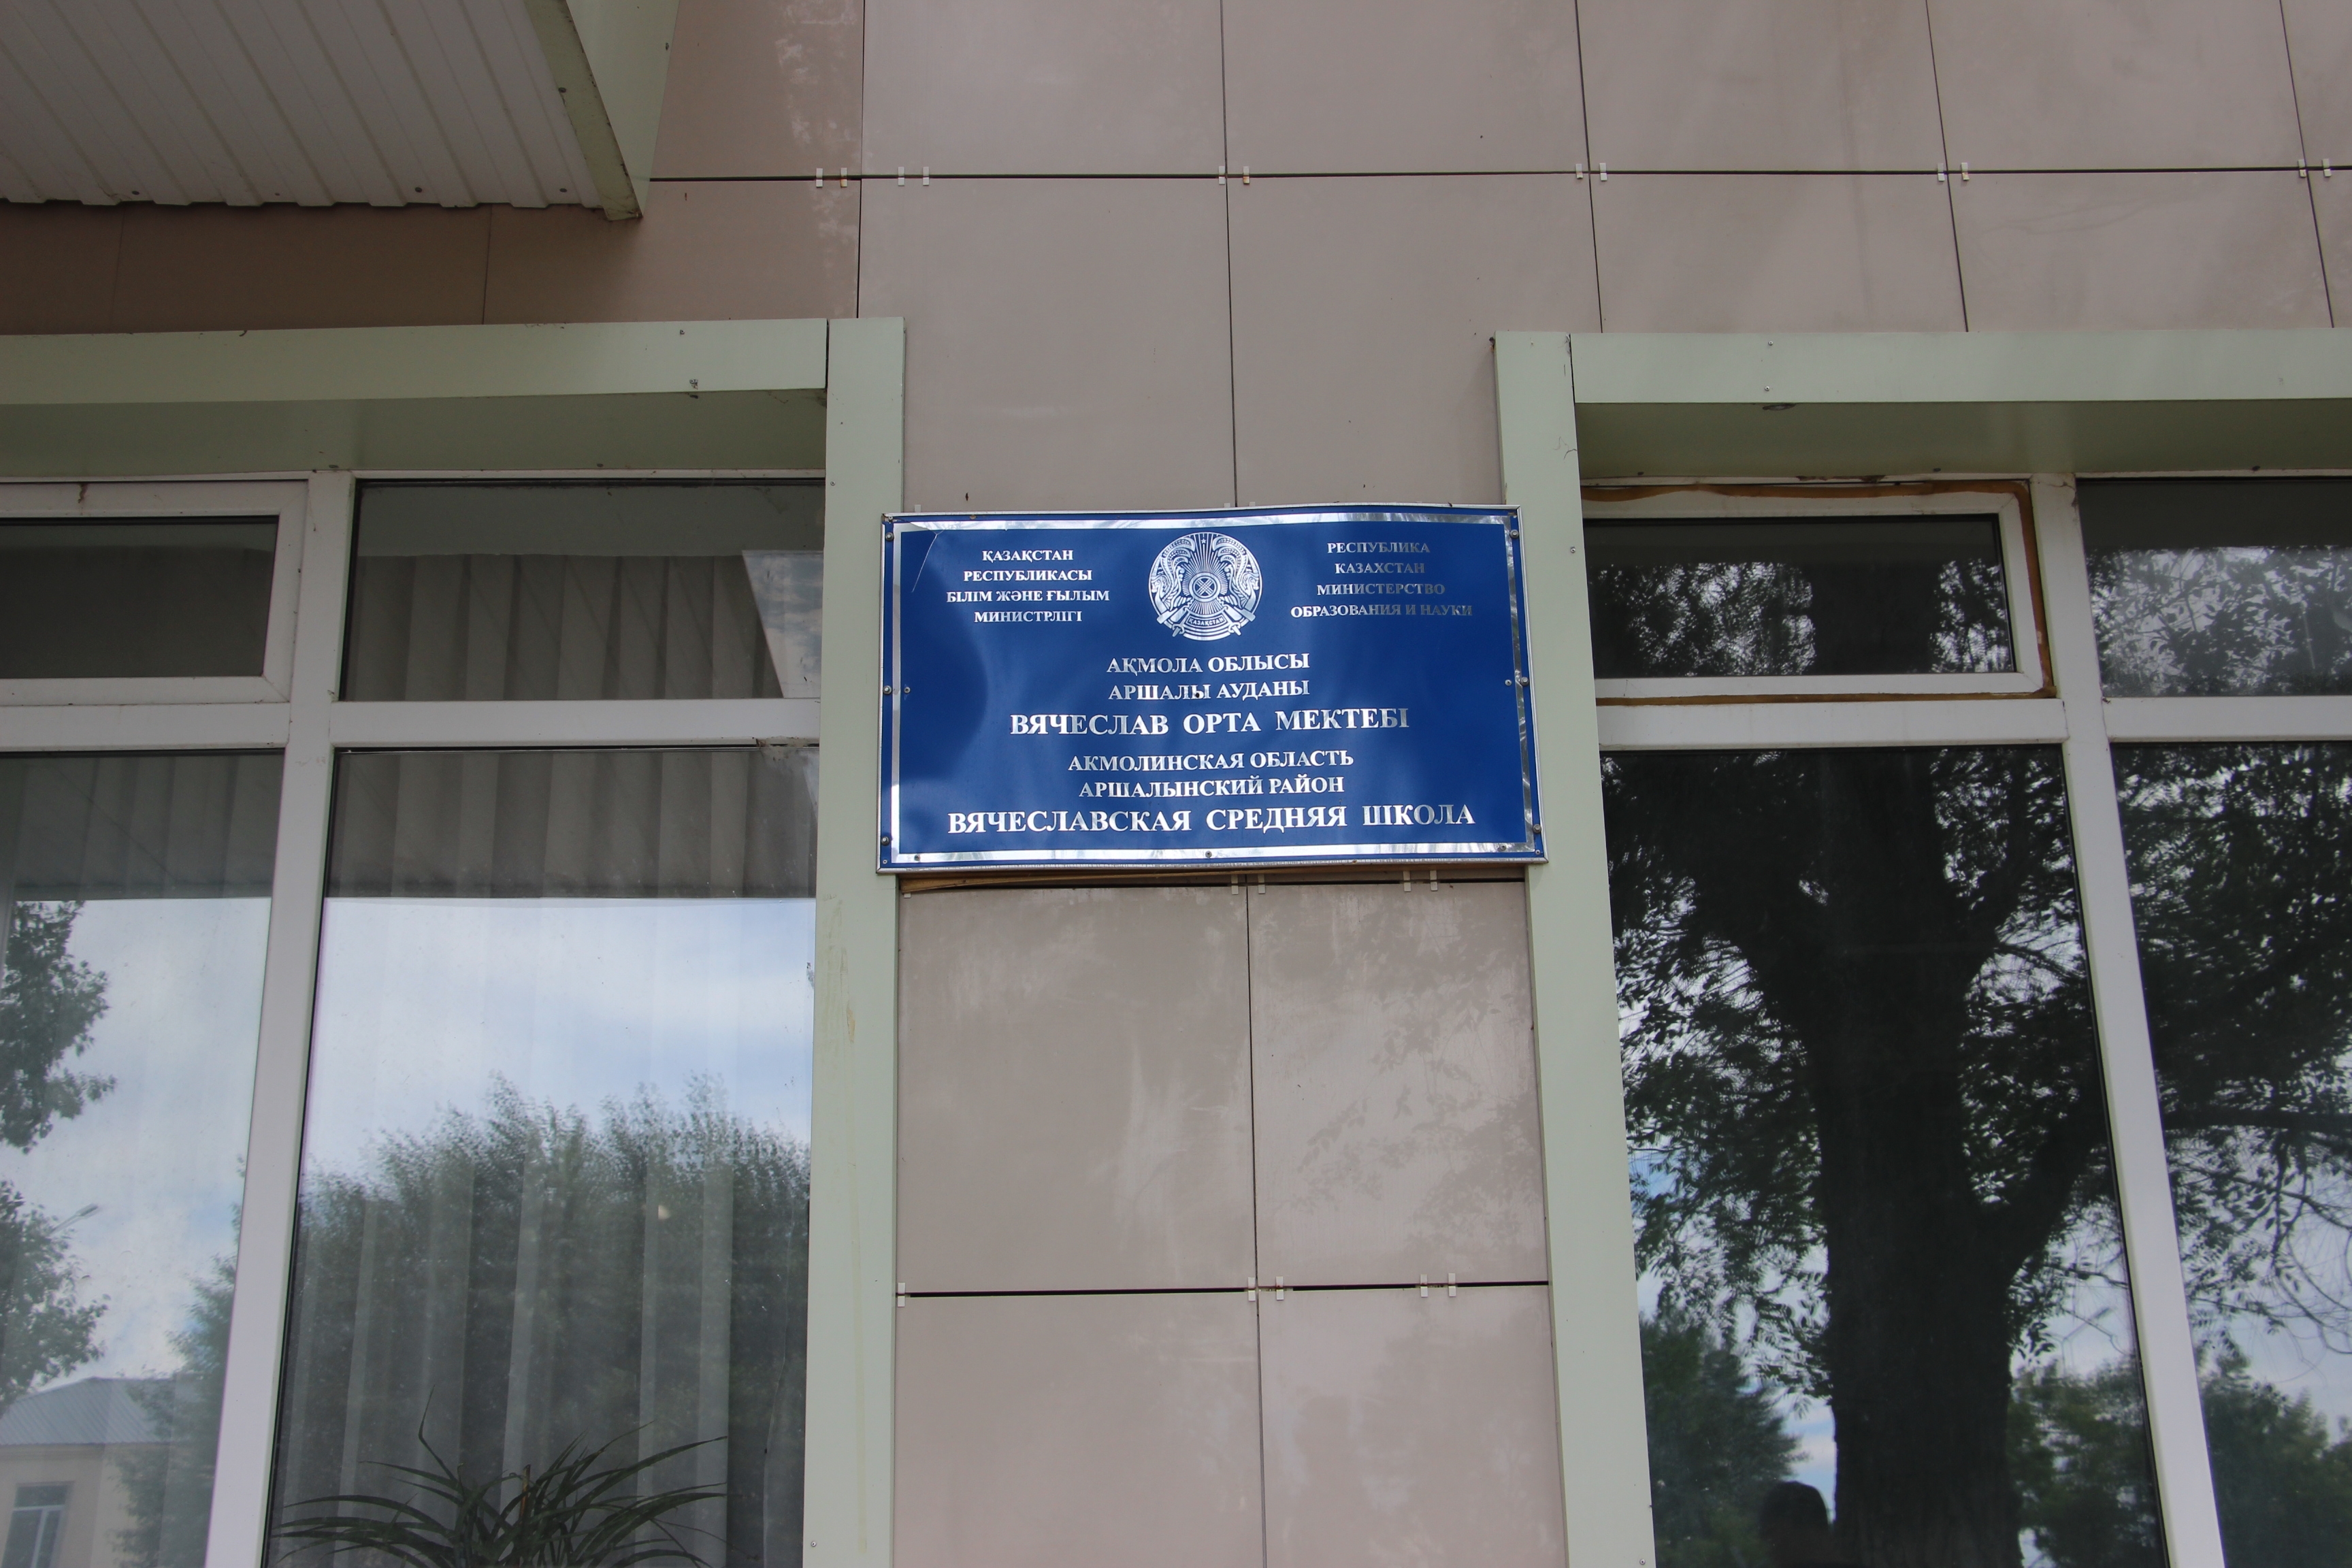 ҚАЗАҚСТАН
РЕСПУБЛИКАСЫ
БІЛІМ ЖӘНЕ ҒЫЛЫМ
МИНИСТРЛІГІ
ҚАЗАҚСТАН
РЕСПУБЛИКА
КАЗАХСТАН
МИНИСТЕРСТВО
ОБРАЗОВАНИЯ И НАУКИ
АҚМОЛА ОБЛЫСЫ
АРШАЛЫ АУДАНЫ
ВЯЧЕСЛАВ ОРТА МЕКТЕБІ
АКМОЛИНСКАЯ ОБЛАСТЬ
АРШАЛЫНСКИЙ РАЙОН
ВЯЧЕСЛАВСКАЯ СРЕДНЯЯ ШКОЛА